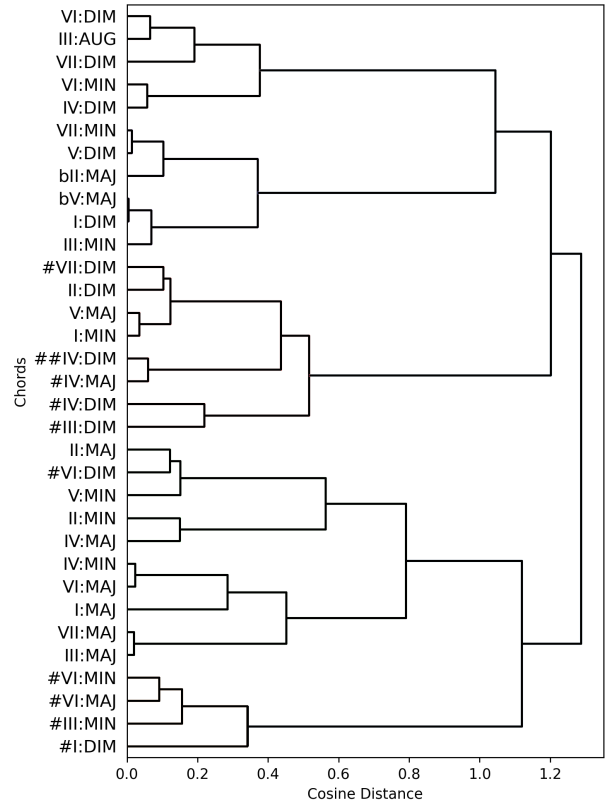 VI:DIM
III:AUG
VII:DIM
VI:MIN
IV:DIM
VII:MIN
V:DIM
bII:MAJ
bV:MAJ
I:DIM
III:MIN
#VII:DIM
II:DIM
V:MAJ
I:MIN
##IV:DIM
#IV:MAJ
#IV:DIM
#III:DIM
II:MAJ
#VI:DIM
V:MIN
II:MIN
IV:MAJ
IV:MIN
VI:MAJ
I:MAJ
VII:MAJ
III:MAJ
#VI:MIN
#VI:MAJ
#III:MIN
#I:DIM
Chords
0.0 0.2 0.4 0.6 0.8 1.0 1.2
Cosine Distance